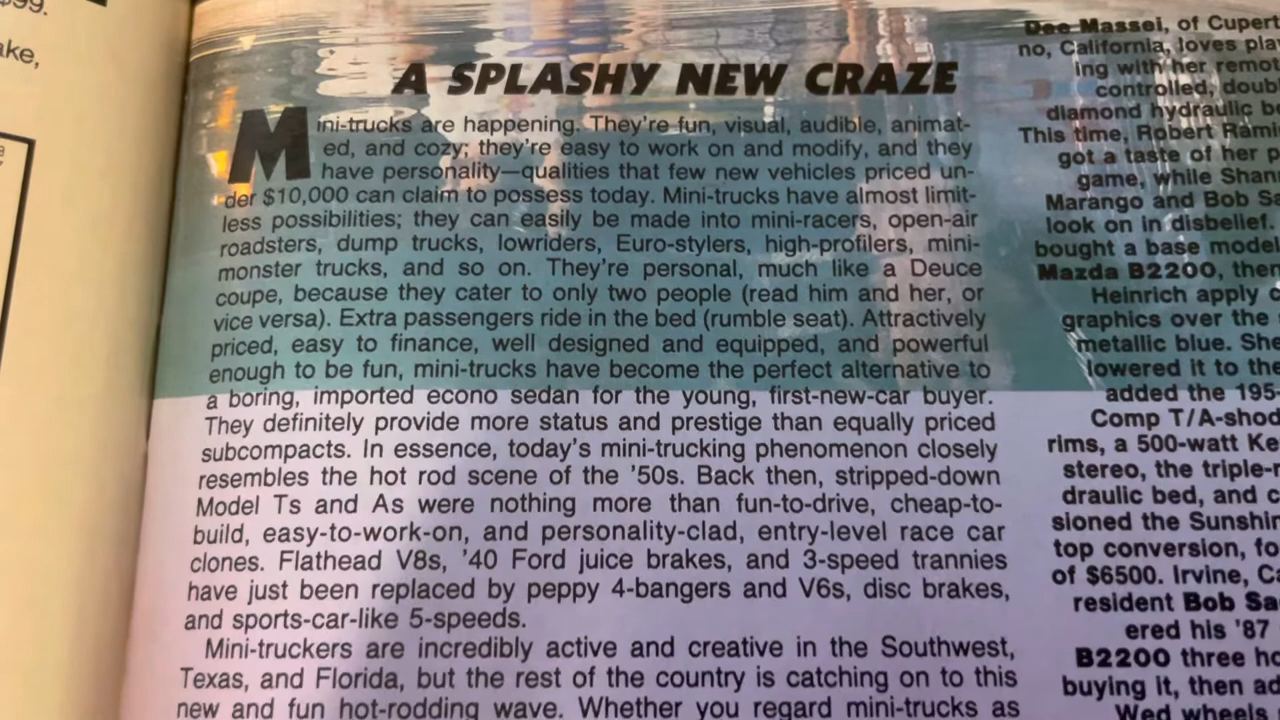 $99.
ake,
A SPLASHY NEW CRAZE
Mini-trucks are happening. They're fun, visual, audible, animat-
ed, and cozy; they're easy to work on and modify, and they
have personality—qualities that few new vehicles priced un-
der $10,000 can claim to possess today. Mini-trucks have almost limit-
less possibilities; they can easily be made into mini-racers, open-air
roadsters, dump trucks, lowriders, Euro-stylers, high-profilers, mini-
monster trucks, and so on. They're personal, much like a Deuce
coupe, because they cater to only two people (read him and her, or
vice versa). Extra passengers ride in the bed (rumble seat). Attractively
priced, easy to finance, well designed and equipped, and powerful
enough to be fun, mini-trucks have become the perfect alternative to
a boring, imported econo sedan for the young, first-new-car buyer.
They definitely provide more status and prestige than equally priced
subcompacts. In essence, today's mini-trucking phenomenon closely
resembles the hot rod scene of the '50s. Back then, stripped-down
Model Ts and As were nothing more than fun-to-drive, cheap-to-
build, easy-to-work-on, and personality-clad, entry-level race car
clones. Flathead V8s, '40 Ford juice brakes, and 3-speed trannies
have just been replaced by peppy 4-bangers and V6s, disc brakes,
and sports-car-like 5-speeds.
Mini-truckers are incredibly active and creative in the Southwest,
Texas, and Florida, but the rest of the country is catching on to this
new and fun hot-rodding wave. Whether you regard mini-trucks as
Dee Massei, of Cupert
no, California, loves pla
ing with her remot
controlled, doub
diamond hydraulic be
This time, Robert Rami
got a taste of her p
game, while Shan
Marango and Bob Sa
look on in disbelief.
bought a base model
Mazda B2200, then
Heinrich apply
graphics over the
metallic blue. She
lowered it to the
added the 195-
Comp T/A-shod
rims, a 500-watt Ke
stereo, the triple-
draulic bed, and c
sioned the Sunshin
top conversion, fo
of $6500. Irvine, Ca
resident Bob Sa
ered his '87
B2200 three ho
buying it, then ad
Wed wheels